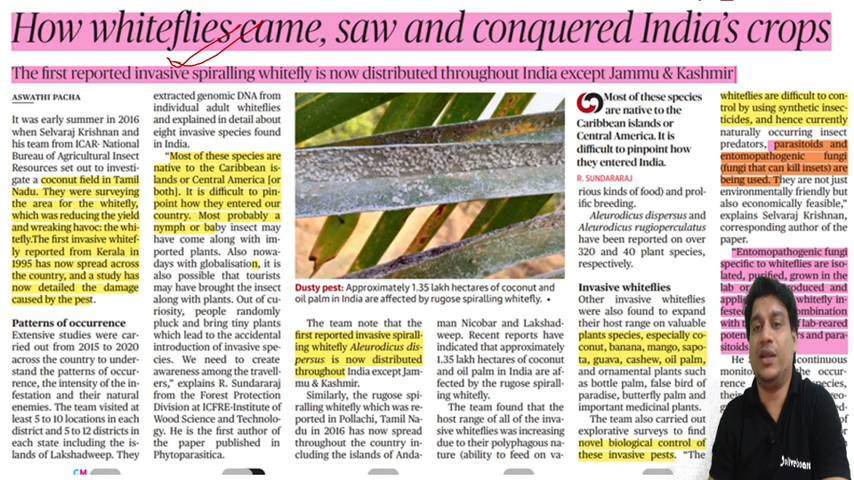 How whiteflies came, saw and conquered India's crops
The first reported invasive spiralling whitefly is now distributed throughout India except Jammu & Kashmir
ASWATHI PACHA
It was early summer in 2016
when Selvaraj Krishnan and
his team from ICAR- National
Bureau of Agricultural Insect
Resources set out to investi-
gate a coconut field in Tamil
Nadu. They were surveying
the area for the whitefly,
which was reducing the yield
and wreaking havoc: the whi-
tefly.The first invasive whitef-
ly reported from Kerala in
1995 has now spread across
the country, and a study has
now detailed the damage
caused by the pest.
Patterns of occurrence
Extensive studies were car-
ried out from 2015 to 2020
across the country to under-
stand the patterns of occur-
rence, the intensity of the in-
festation and their natural
enemies. The team visited at
least 5 to 10 locations in each
district and 5 to 12 districts in
each state including the is-
lands of Lakshadweep. They
extracted genomic DNA from
individual adult whiteflies
and explained in detail about
eight invasive species found
in India.
"Most of these species are
native to the Caribbean is-
lands or Central America [or
both]. It is difficult to pin-
point how they entered our
country. Most probably a
nymph or baby insect may
have come along with im-
ported plants. Also nowa-
days with globalisation, it is
also possible that tourists
may have brought the insect
along with plants. Out of cu-
riosity, people randomly
pluck and bring tiny plants
which lead to the accidental
introduction of invasive spe-
cies. We need to create
awareness among the travell-
ers," explains R. Sundararaj
from the Forest Protection
Division at ICFRE-Institute of
Wood Science and Technolo-
gy. He is the first author of
the paper published in
Phytoparasitica.
Dusty pest: Approximately 1.35 lakh hectares of coconut and
oil palm in India are affected by rugose spiralling whitefly. •
The team note that the
first reported invasive spirall-
ing whitefly Aleurodicus dis-
persus is now distributed
throughout India except Jam-
mu & Kashmir.
Similarly, the rugose spi-
ralling whitefly which was re-
ported in Pollachi, Tamil Na-
du in 2016 has now spread
throughout the country in-
cluding the islands of Anda-
man Nicobar and Lakshad-
weep. Recent reports have
indicated that approximately
1.35 lakh hectares of coconut
and oil palm in India are af-
fected by the rugose spirall-
ing whitefly.
The team found that the
host range of all of the inva-
sive whiteflies was increasing
due to their polyphagous na-
ture (ability to feed on va-
Most of these species
are native to the
Caribbean islands or
Central America. It is
difficult to pinpoint how
they entered India.
R. SUNDARARAJ
rious kinds of food) and prol-
ific breeding.
Aleurodicus dispersus and
Aleurodicus rugioperculatus
have been reported on over
320 and 40 plant species,
respectively.
Invasive whiteflies
Other invasive whiteflies
were also found to expand
their host range on valuable
plants species, especially co-
conut, banana, mango, sapo-
ta, guava, cashew, oil palm,
and ornamental plants such
as bottle palm, false bird of
paradise, butterfly palm and
important medicinal plants.
The team also carried out
explorative surveys to find
novel biological control of
these invasive pests. "The
whiteflies are difficult to con-
trol by using synthetic insec-
ticides, and hence currently
naturally occurring insect
predators, parasitoids and
entomopathogenic fungi
(fungi that can kill insets) are
being used. They are not just
environmentally friendly but
also economically feasible,"
explains Selvaraj Krishnan,
corresponding author of the
paper.
"Entomopathogenic fungi
specific to whiteflies are iso-
lated, purified, grown in the
lab or